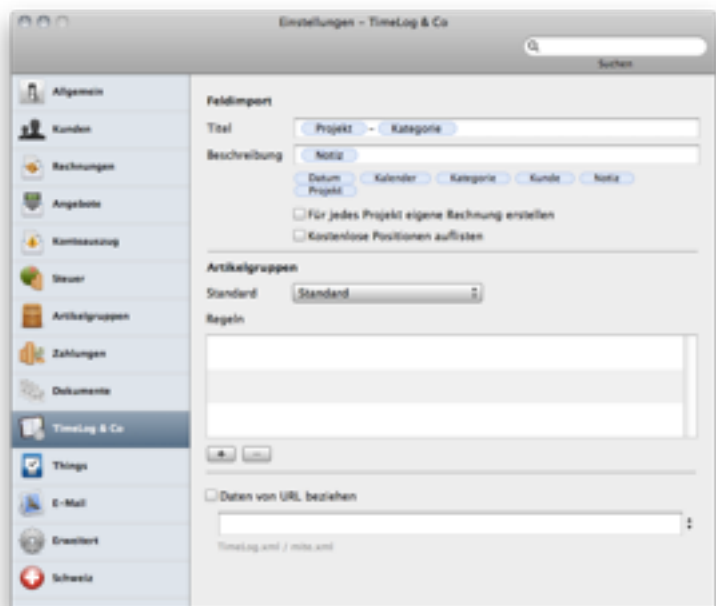 Einstellungen – TimeLog & Co
Suchen
Allgemein
Kunden
Rechnungen
Angebote
Kontoauszug
Steuer
Artikelgruppen
Zahlungen
Dokumente
TimeLog & Co
Things
E-Mail
Erweitert
Schweiz
Feldimport
Titel Projekt - Kategorie
Beschreibung Notiz
Datum Kalender Kategorie Kunde Notiz
Projekt
Für jedes Projekt eigene Rechnung erstellen
Kostenlose Positionen auflisten
Artikelgruppen
Standard Standard
Regeln
+ -
Daten von URL beziehen
TimeLog.xml / mite.xml